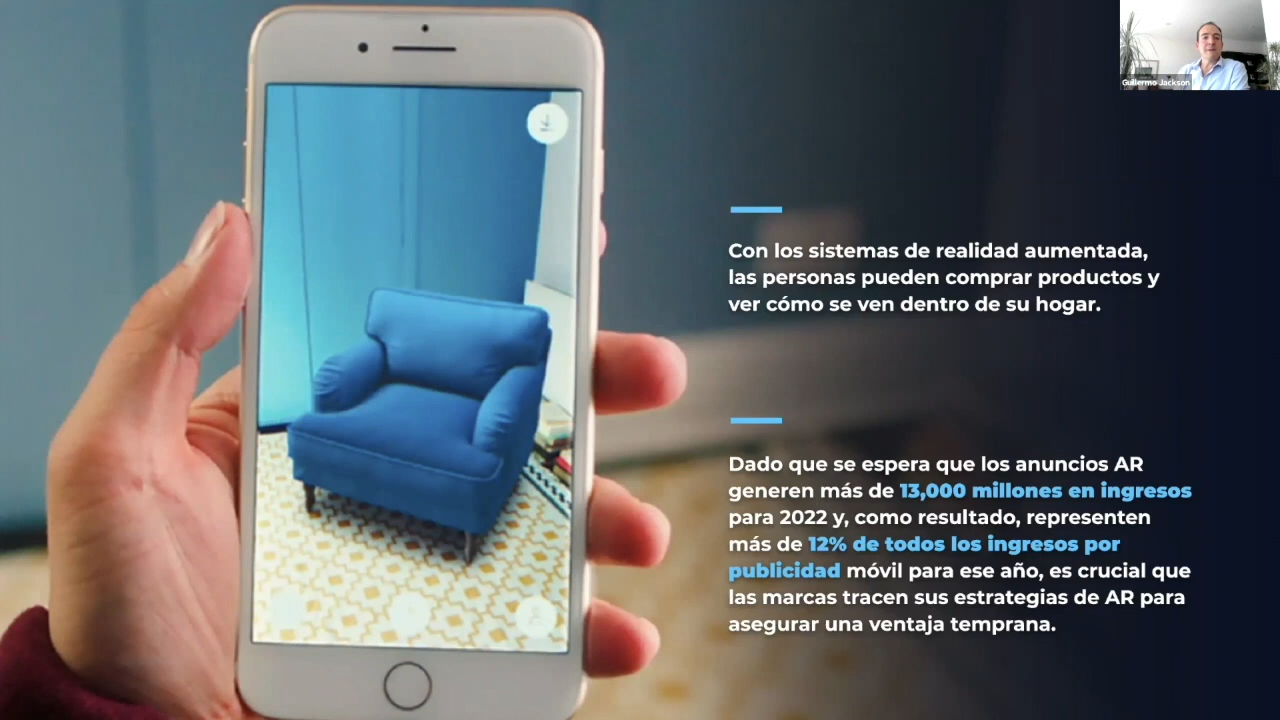 Guillermo Jackson
Con los sistemas de realidad aumentada,
las personas pueden comprar productos y
ver cómo se ven dentro de su hogar.
Dado que se espera que los anuncios AR
generen más de 13,000 millones en ingresos
para 2022 y, como resultado, representen
más de 12% de todos los ingresos por
publicidad móvil para ese año, es crucial que
las marcas tracen sus estrategias de AR para
asegurar una ventaja temprana.